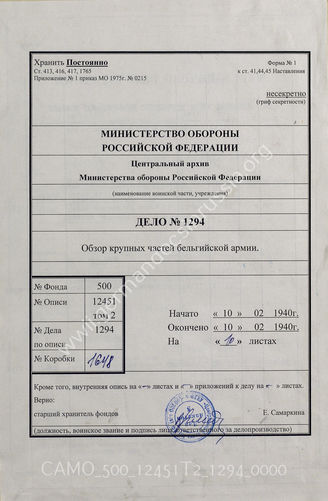 Хранить Постоянно
Форма № 1
Ст. 413, 416, 417, 1765
к ст. 41,44,45 Наставления
Приложение № 1 приказ МО 1975г. № 0215
несекретно
(гриф секретности)
МИНИСТЕРСТВО ОБОРОНЫ
РОССИЙСКОЙ ФЕДЕРАЦИИ
Центральный архив
Министерства обороны Российской Федерации
(наименование воинской части, учреждения)
ДЕЛО № 1294
Обзор крупных частей бельгийской армии.
№ Фонда 500
№ Описи 12451
том 2
№ Дела 1294
по описи
№ Коробки 1648
Начато « 10 » 02 1940г.
Окончено « 10 » 02 1940г.
На « 10 » листах
Кроме того, внутренняя опись на «–» листах и «–» приложений к делу на «–» листах.
Верно:
старший хранитель фондов Е. Самаркина
(должность, воинское звание и подпись лица ответственного за делопроизводство)
CAMO_500_12451T2_1294_0000